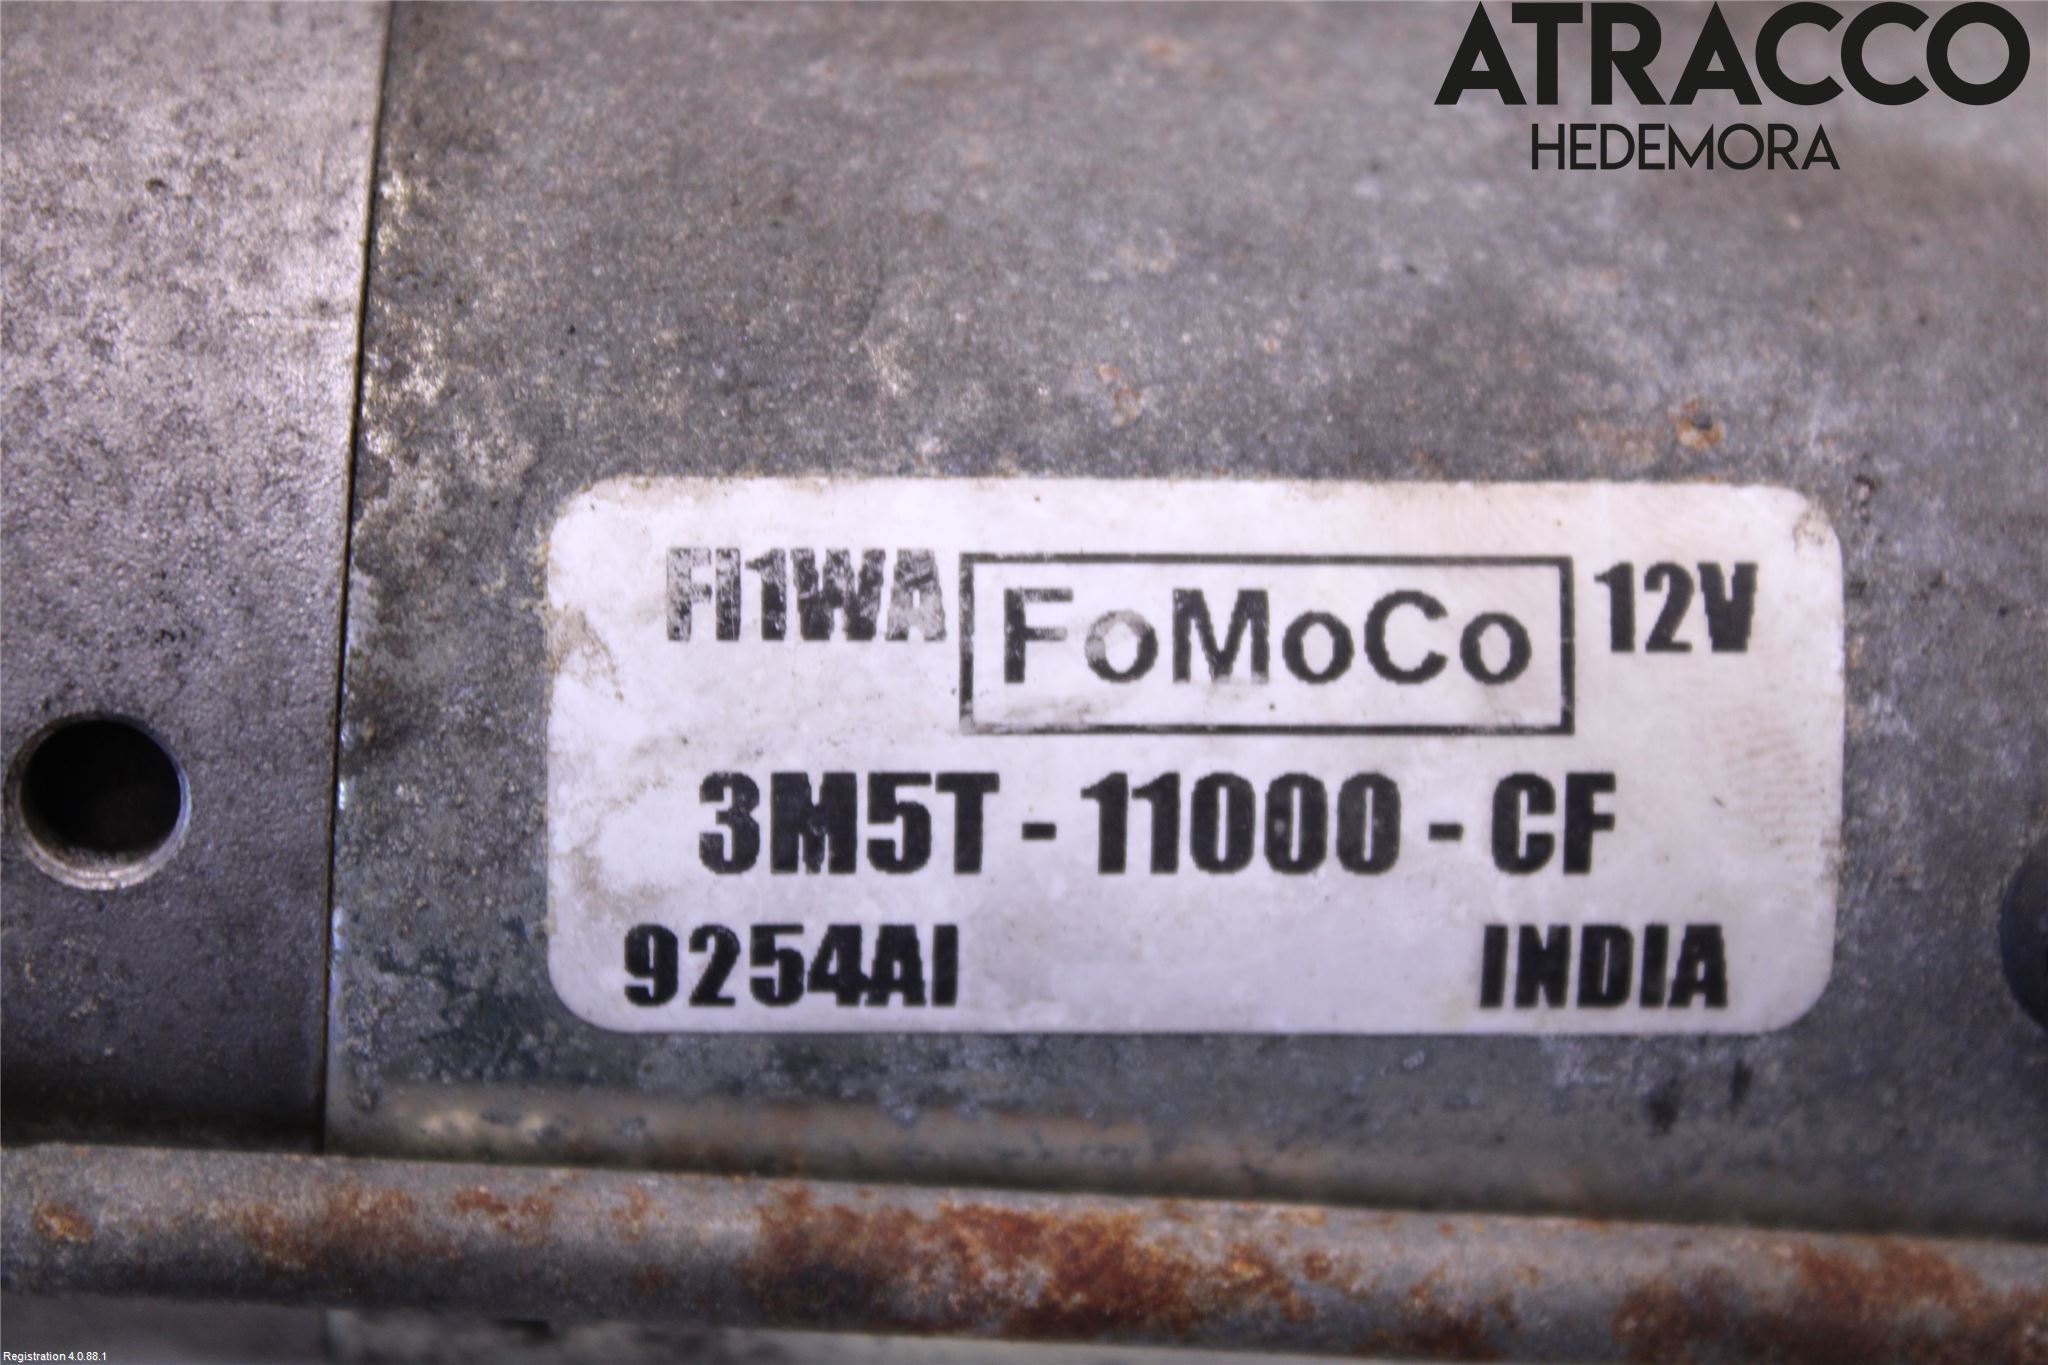 ATRACCO
HEDEMORA
FI1WA FoMoCo 12V
3M5T - 11000 - CF
9254AI INDIA
Registration 4.0.88.1